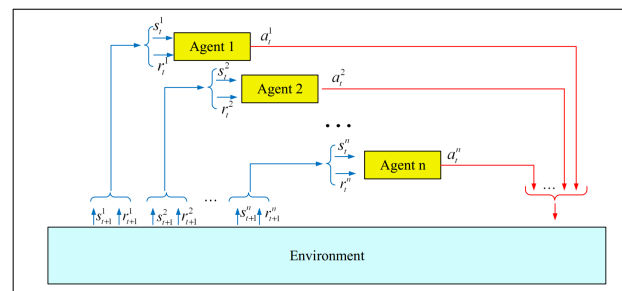 s_t^1
Agent 1
a_t^1
r_t^1
s_t^2
Agent 2
a_t^2
r_t^2
...
s_t^n
Agent n
a_t^n
r_t^n
...
s_{t+1}^1 r_{t+1}^1 s_{t+1}^2 r_{t+1}^2 ... s_{t+1}^n r_{t+1}^n
Environment